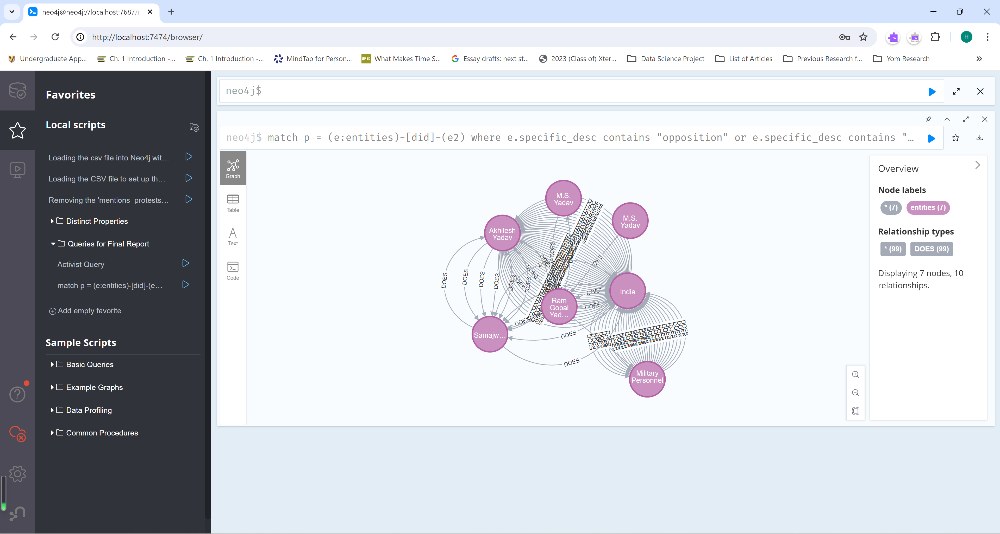 neo4j@neo4j://localhost:7687/
http://localhost:7474/browser/
H
Undergraduate App...
Ch. 1 Introduction -...
Ch. 1 Introduction -...
MindTap for Person...
What Makes Time S...
Essay drafts: next st...
2023 (Class of) Xter...
Data Science Project
List of Articles
Previous Research f...
Yom Research
Favorites
Local scripts
Loading the csv file into Neo4j wit...
Loading the CSV file to set up th...
Removing the 'mentions_protests...
Distinct Properties
Queries for Final Report
Activist Query
match p = (e:entities)-[did]-(e...
Add empty favorite
Sample Scripts
Basic Queries
Example Graphs
Data Profiling
Common Procedures
neo4j$
neo4j$ match p = (e:entities)-[did]-(e2) where e.specific_desc contains "opposition" or e.specific_desc contains "...
Graph
Table
Text
Code
M.S.
Yadav
M.S.
Yadav
Akhilesh
Yadav
India
Ram
Gopal
Yad...
Samajw...
Military
Personnel
DOES
DOES
DOES
DOES
DOES
DOES
DOES
DOES
DOES
DOES
DOES
DOES
Overview
Node labels
* (7)
entities (7)
Relationship types
* (99)
DOES (99)
Displaying 7 nodes, 10
relationships.